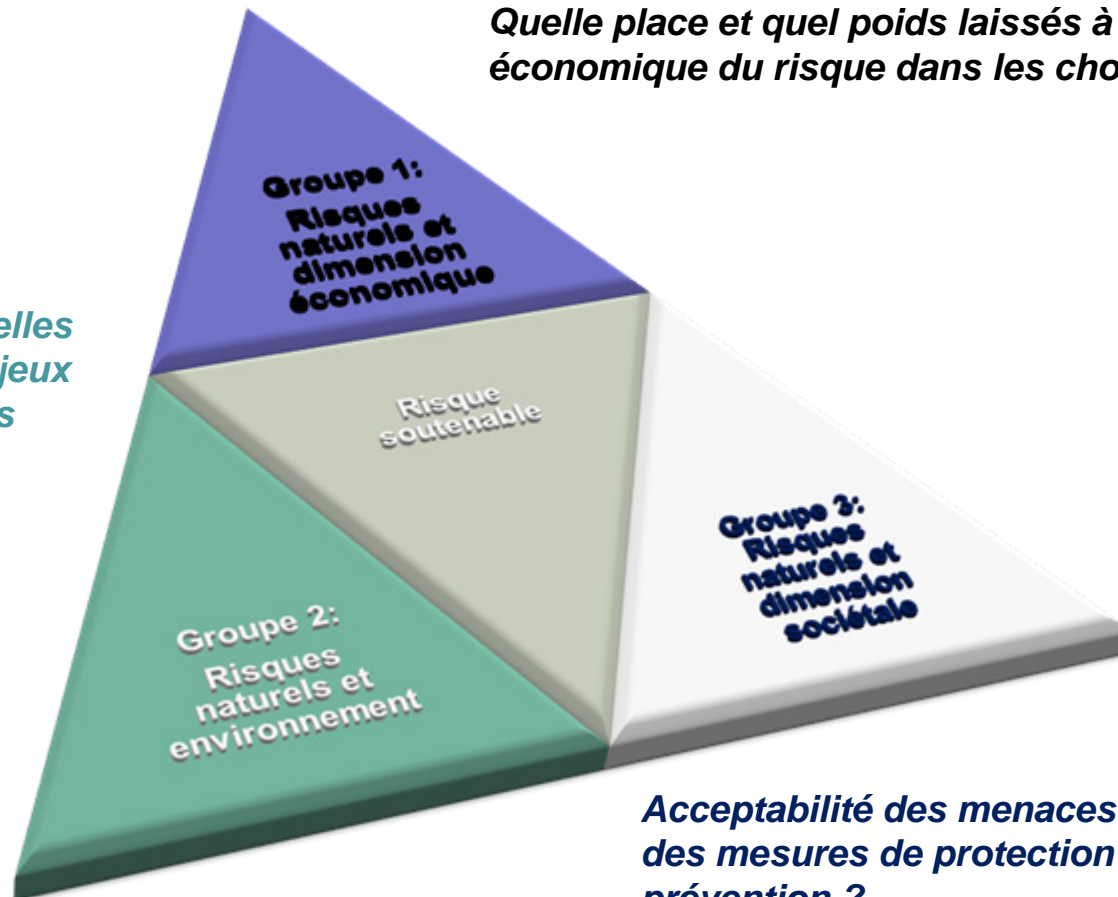 Quelle place et quel poids laissés à
économique du risque dans les cho
Groupe 1:
Risques
naturels et
dimension
économique
elles
jeux
s
Risque
soutenable
Groupe 3:
Risques
naturels et
dimension
sociétale
Groupe 2:
Risques
naturels et
environnement
Acceptabilité des menaces
des mesures de protection
prévention ?